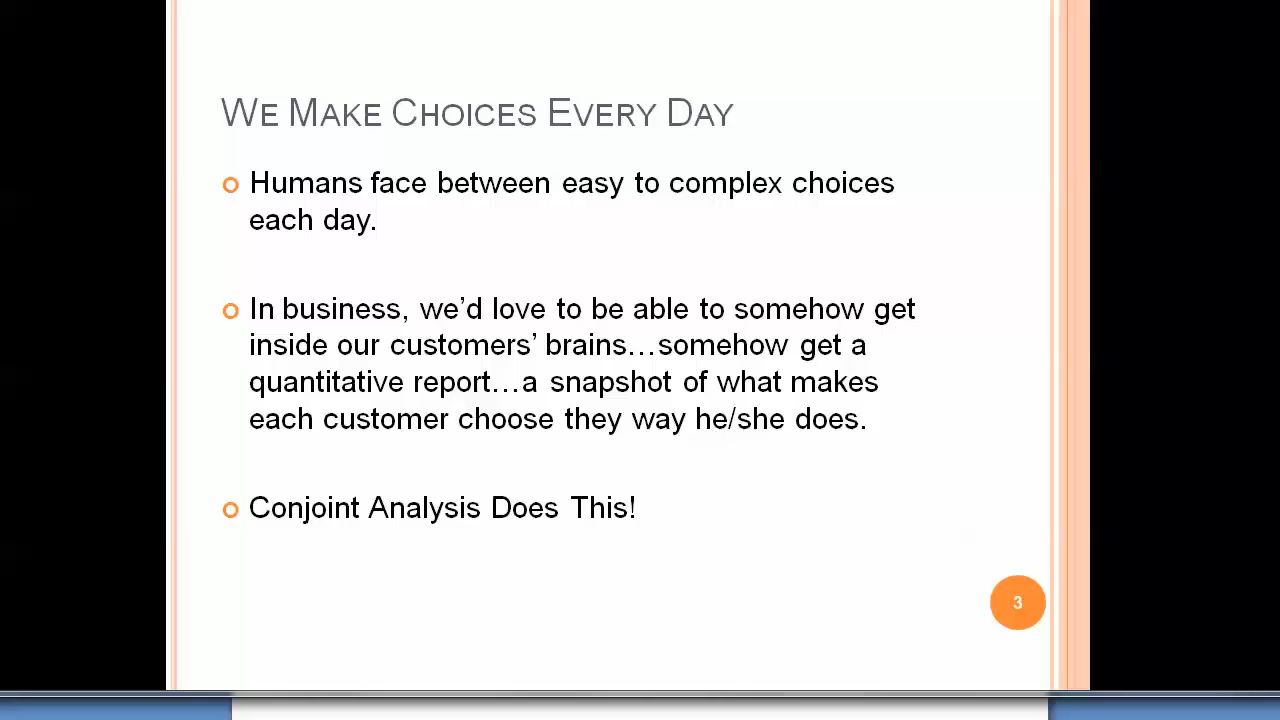 WE MAKE CHOICES EVERY DAY
Humans face between easy to complex choices
each day.
In business, we’d love to be able to somehow get
inside our customers’ brains…somehow get a
quantitative report…a snapshot of what makes
each customer choose they way he/she does.
Conjoint Analysis Does This!
3